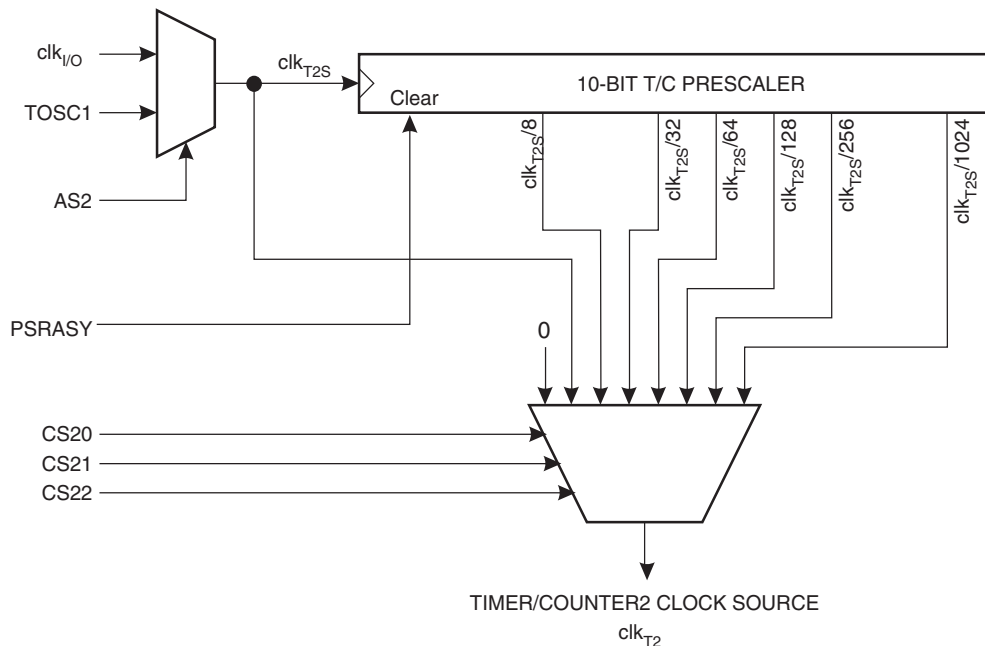 clkI/O
clkT2S
10-BIT T/C PRESCALER
TOSC1
Clear
clkT2S/8
clkT2S/32
clkT2S/64
clkT2S/128
clkT2S/256
clkT2S/1024
AS2
PSRASY
0
CS20
CS21
CS22
TIMER/COUNTER2 CLOCK SOURCE
clkT2